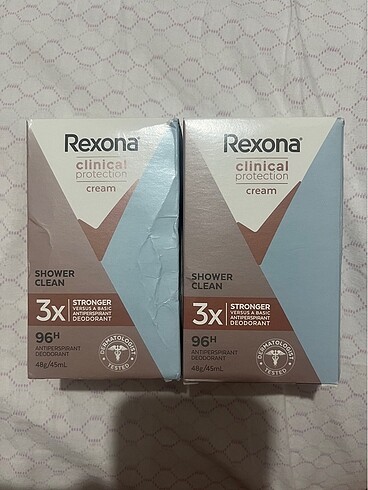 Rexona
clinical
protection
cream
SHOWER
CLEAN
3x
STRONGER
VERSUS A BASIC
ANTIPERSPIRANT
DEODORANT
96H
ANTIPERSPIRANT
DEODORANT
48g/45mL
DERMATOLOGIST
TESTED
Rexona
clinical
protection
cream
SHOWER
CLEAN
3x
STRONGER
VERSUS A BASIC
ANTIPERSPIRANT
DEODORANT
96H
ANTIPERSPIRANT
DEODORANT
48g/45mL
DERMATOLOGIST
TESTED